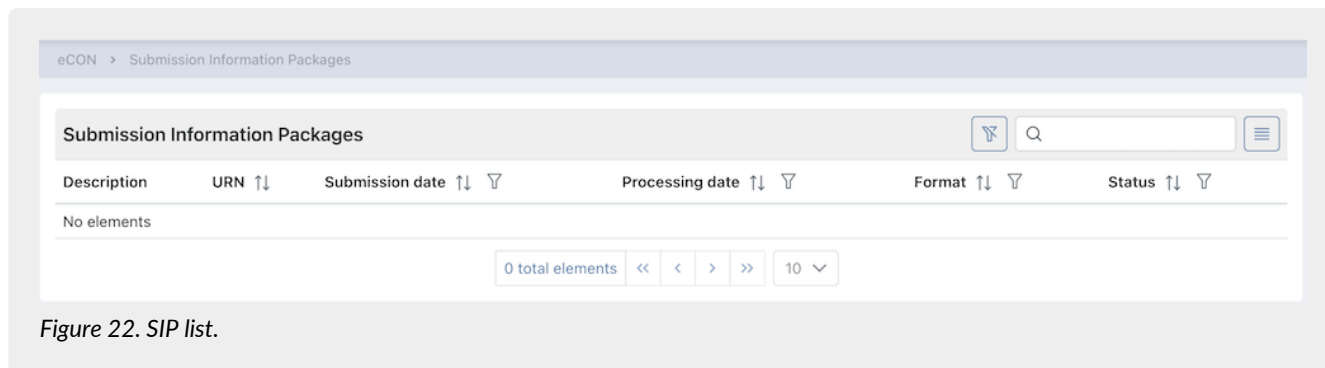 eCON > Submission Information Packages
Submission Information Packages
Description URN Submission date Processing date Format Status
No elements
0 total elements << < > >> 10
Figure 22. SIP list.